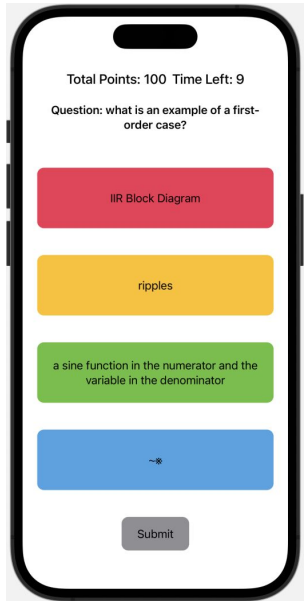 Total Points: 100 Time Left: 9
Question: what is an example of a first-
order case?
IIR Block Diagram
ripples
a sine function in the numerator and the
variable in the denominator
~※
Submit